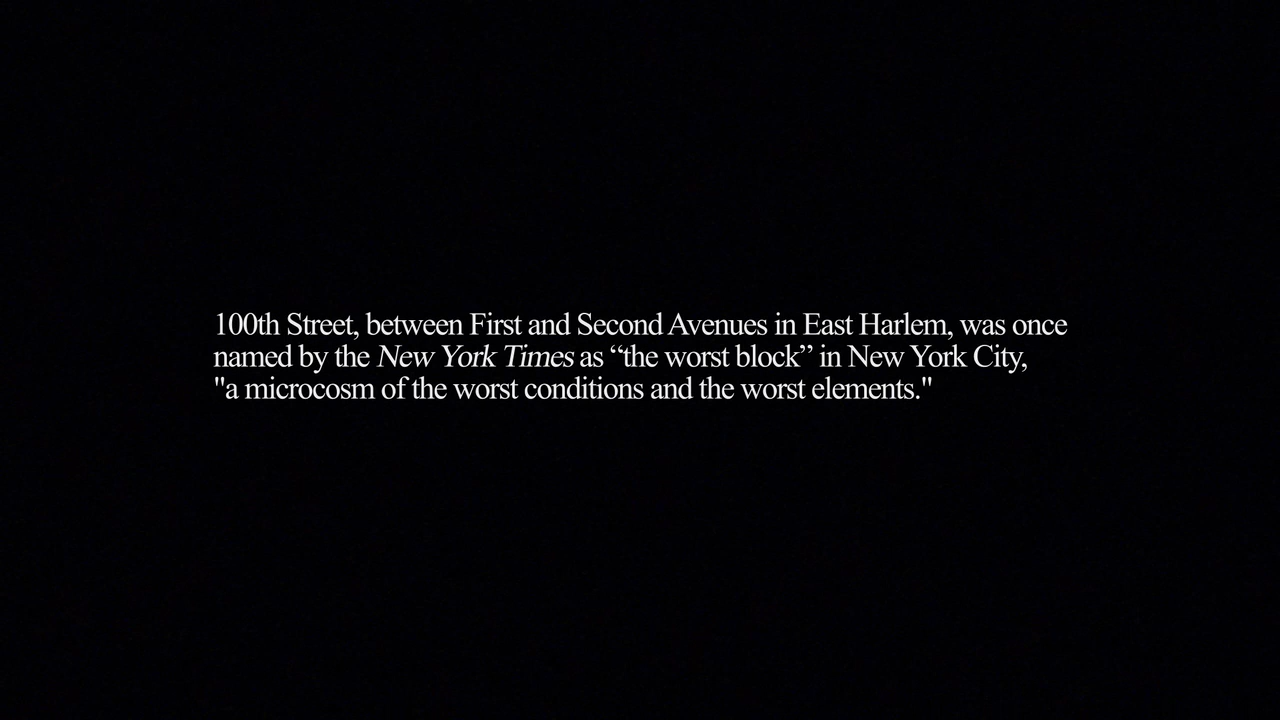 100th Street, between First and Second Avenues in East Harlem, was once
named by the New York Times as “the worst block” in New York City,
"a microcosm of the worst conditions and the worst elements."